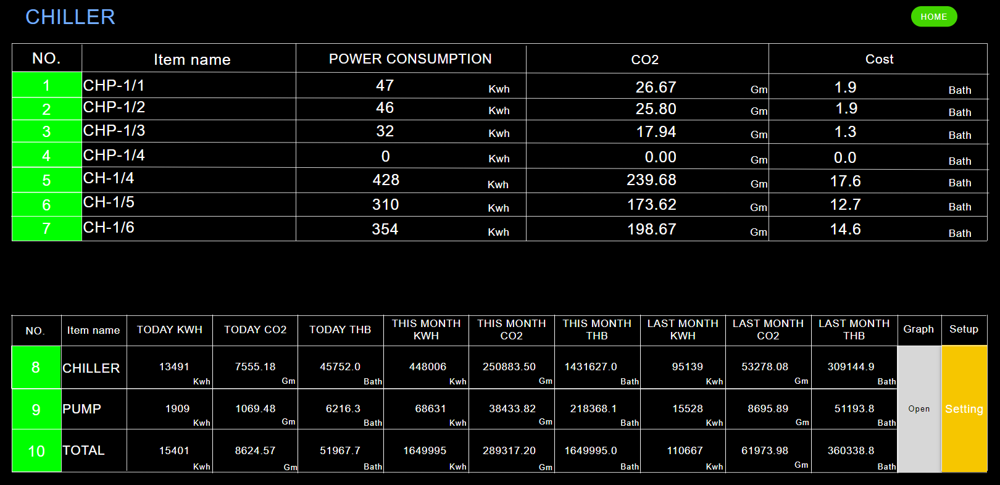 CHILLER
HOME
NO. Item name POWER CONSUMPTION CO2 Cost
1 CHP-1/1 47 Kwh 26.67 Gm 1.9 Bath
2 CHP-1/2 46 Kwh 25.80 Gm 1.9 Bath
3 CHP-1/3 32 Kwh 17.94 Gm 1.3 Bath
4 CHP-1/4 0 Kwh 0.00 Gm 0.0 Bath
5 CH-1/4 428 Kwh 239.68 Gm 17.6 Bath
6 CH-1/5 310 Kwh 173.62 Gm 12.7 Bath
7 CH-1/6 354 Kwh 198.67 Gm 14.6 Bath
NO. Item name TODAY KWH TODAY CO2 TODAY THB THIS MONTH KWH THIS MONTH CO2 THIS MONTH THB LAST MONTH KWH LAST MONTH CO2 LAST MONTH THB Graph Setup
8 CHILLER 13491 Kwh 7555.18 Gm 45752.0 Bath 448006 Kwh 250883.50 Gm 1431627.0 Bath 95139 Kwh 53278.08 Gm 309144.9 Bath
9 PUMP 1909 Kwh 1069.48 Gm 6216.3 Bath 68631 Kwh 38433.82 Gm 218368.1 Bath 15528 Kwh 8695.89 Gm 51193.8 Bath Open Setting
10 TOTAL 15401 Kwh 8624.57 Gm 51967.7 Bath 1649995 Kwh 289317.20 Gm 1649995.0 Bath 110667 Kwh 61973.98 Gm 360338.8 Bath